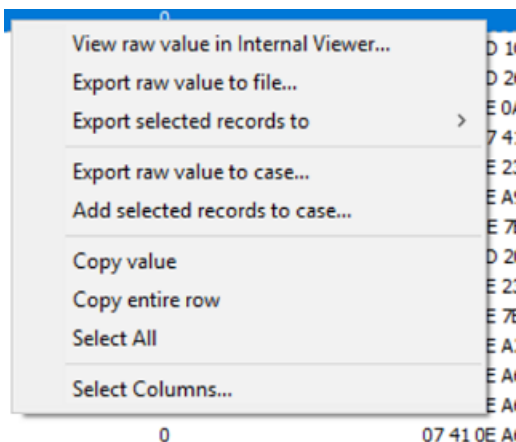 0
View raw value in Internal Viewer...
Export raw value to file...
Export selected records to
Export raw value to case...
Add selected records to case...
Copy value
Copy entire row
Select All
Select Columns...
0 07 41 0E